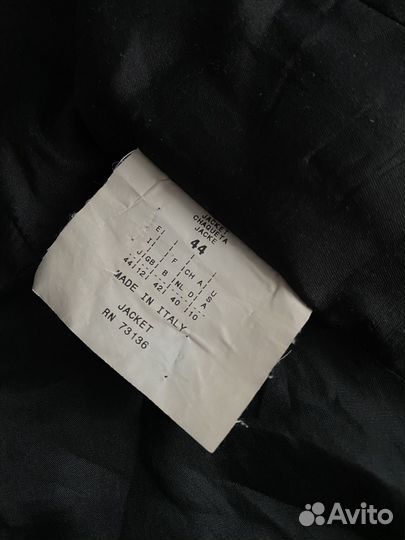 JACKET
CHAQUETA
JACKE
44
E
I F CH A U
J GB B NL D S A
44 12 42 40 10
MADE IN ITALY
JACKET
RN 73136
Avito